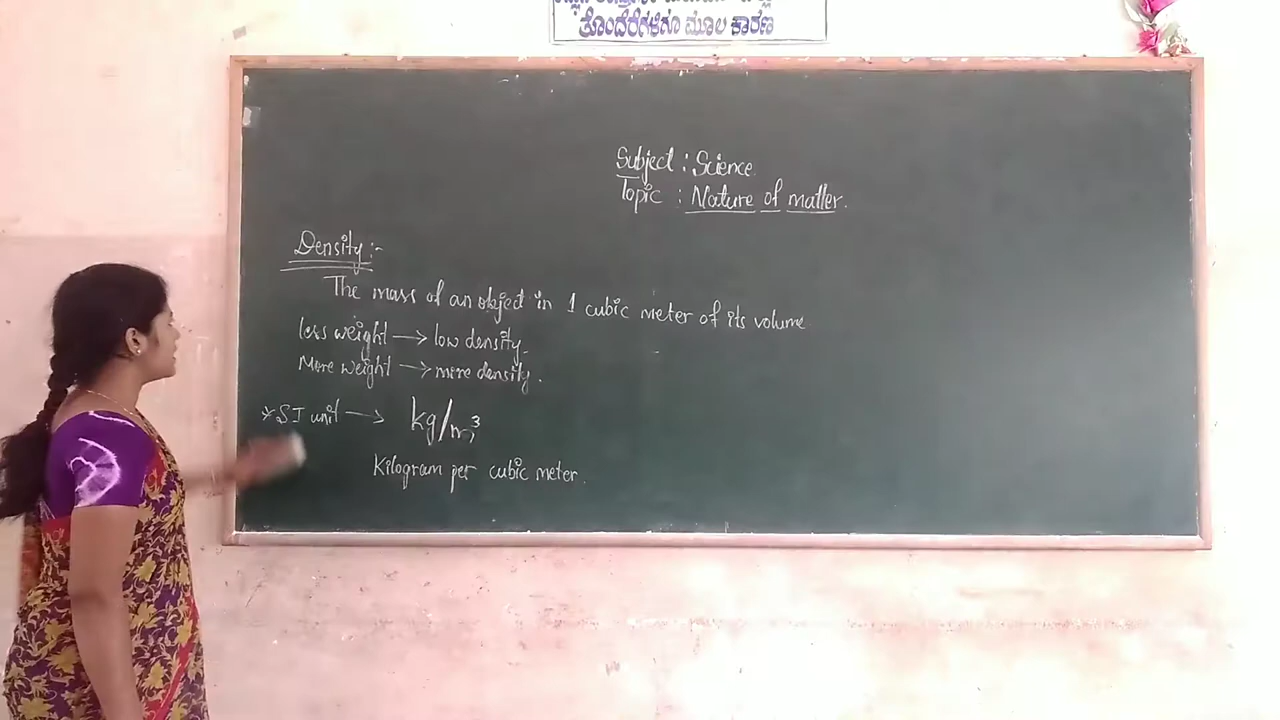 ತೊಂದರೆಗಳಿಗೂ ಮೂಲ ಕಾರಣ
Subject : Science
Topic : Nature of matter.
Density :-
The mass of an object in 1 cubic meter of its volume
less weight → low density.
More weight → more density.
* SI unit → kg/m³
Kilogram per cubic meter.